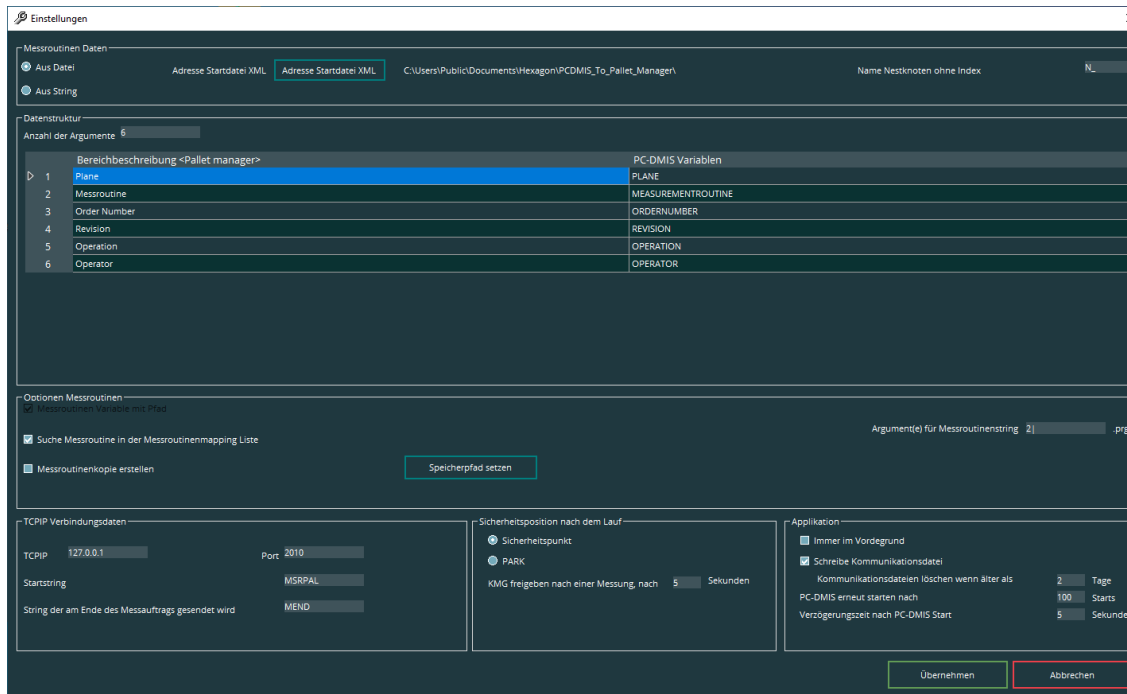 Einstellungen
Messroutinen Daten
Aus Datei
Adresse Startdatei XML
Adresse Startdatei XML
C:\Users\Public\Documents\Hexagon\PCDMIS_To_Pallet_Manager\
Name Nestknoten ohne Index
N_
Aus String
Datenstruktur
Anzahl der Argumente 6
Bereichbeschreibung <Pallet manager> PC-DMIS Variablen
1 Plane PLANE
2 Messroutine MEASUREMENTROUTINE
3 Order Number ORDERNUMBER
4 Revision REVISION
5 Operation OPERATION
6 Operator OPERATOR
Optionen Messroutinen
Messroutinen Variable mit Pfad
Argument(e) für Messroutinenstring 2| .prg
Suche Messroutine in der Messroutinenmapping Liste
Messroutinenkopie erstellen
Speicherpfad setzen
TCPIP Verbindungsdaten
TCPIP 127.0.0.1 Port 2010
Startstring MSRPAL
String der am Ende des Messauftrags gesendet wird MEND
Sicherheitsposition nach dem Lauf
Sicherheitspunkt
PARK
KMG freigeben nach einer Messung, nach 5 Sekunden
Applikation
Immer im Vordegrund
Schreibe Kommunikationsdatei
Kommunikationsdateien löschen wenn älter als 2 Tage
PC-DMIS erneut starten nach 100 Starts
Verzögerungszeit nach PC-DMIS Start 5 Sekunde
Übernehmen
Abbrechen